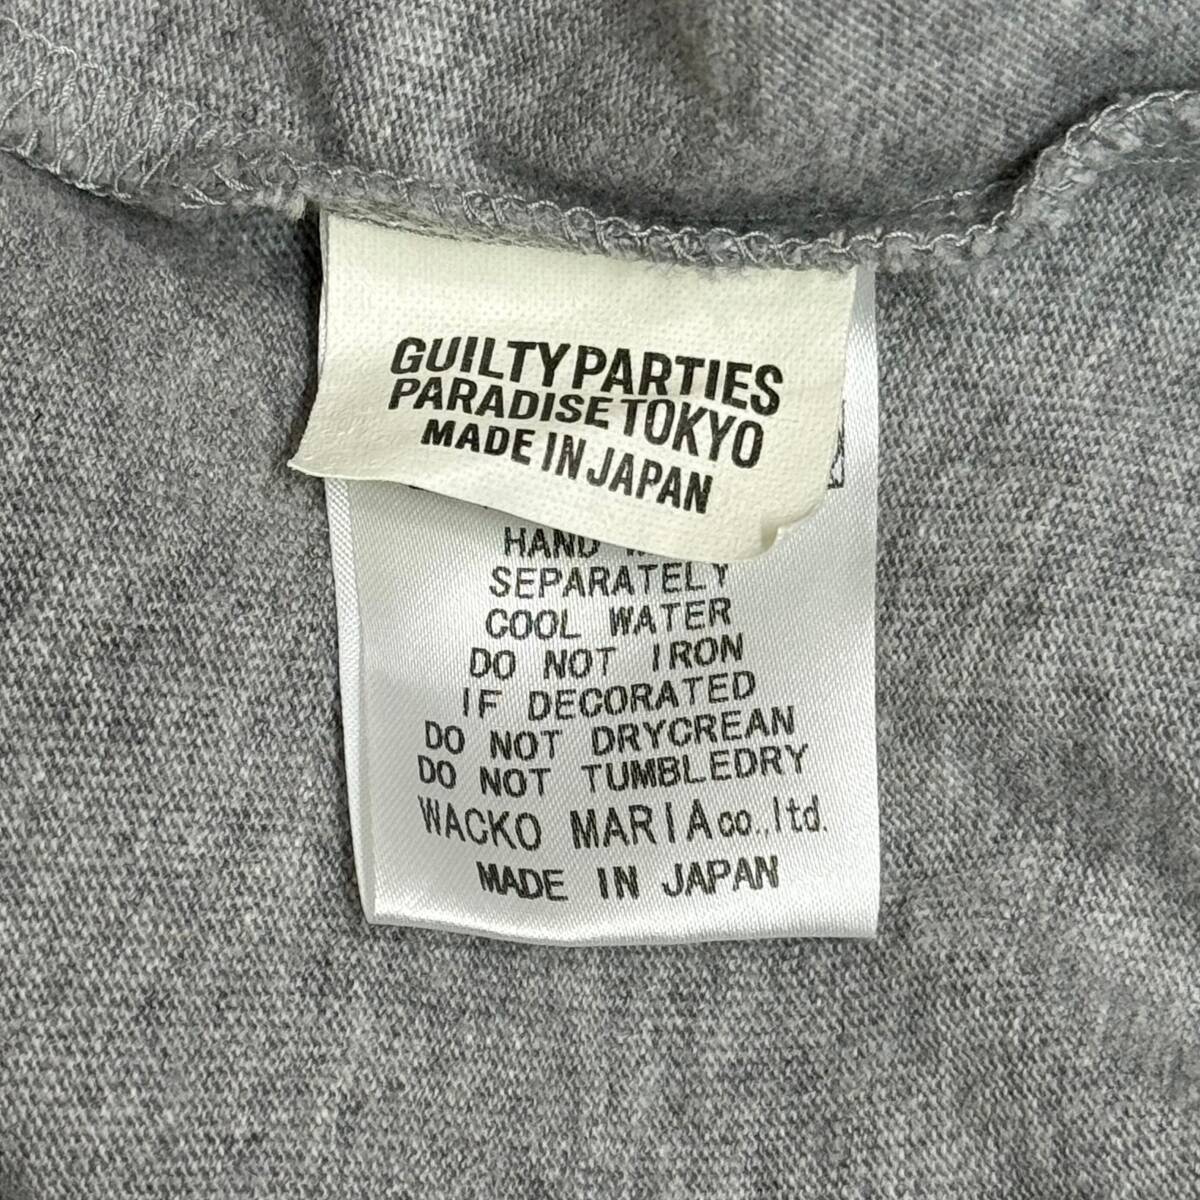 GUILTY PARTIES
PARADISE TOKYO
MADE IN JAPAN
HAND
SEPARATELY
COOL WATER
DO NOT IRON
IF DECORATED
DO NOT DRYCREAN
DO NOT TUMBLEDRY
WACKO MARIA co.,ltd.
MADE IN JAPAN